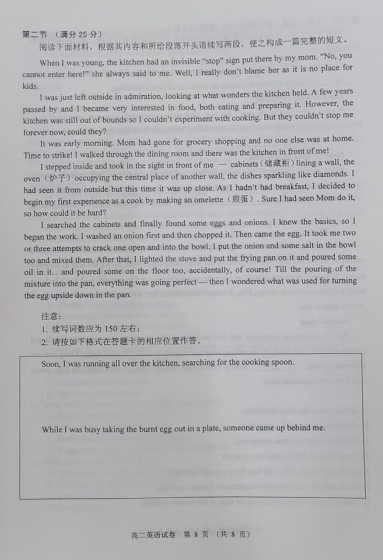 第二节 （满分 25 分）
阅读下面材料，根据其内容和所给段落开头语续写两段，使之构成一篇完整的短文。
When I was young, the kitchen had an invisible "stop" sign put there by my mom. "No, you
cannot enter here!" she always said to me. Well, I really don't blame her as it is no place for
kids.
I was just left outside in admiration, looking at what wonders the kitchen held. A few years
passed by and I became very interested in food, both eating and preparing it. However, the
kitchen was still out of bounds so I couldn't experiment with cooking. But they couldn't stop me
forever now, could they?
It was early morning. Mom had gone for grocery shopping and no one else was at home.
Time to strike! I walked through the dining room and there was the kitchen in front of me!
I stepped inside and took in the sight in front of me — cabinets (储藏柜) lining a wall, the
oven (炉子) occupying the central place of another wall, the dishes sparkling like diamonds. I
had seen it from outside but this time it was up close. As I hadn't had breakfast, I decided to
begin my first experience as a cook by making an omelette (煎蛋). Sure I had seen Mom do it,
so how could it be hard?
I searched the cabinets and finally found some eggs and onions. I knew the basics, so I
began the work. I washed an onion first and then chopped it. Then came the egg. It took me two
or three attempts to crack one open and into the bowl. I put the onion and some salt in the bowl
too and mixed them. After that, I lighted the stove and put the frying pan on it and poured some
oil in it... and poured some on the floor too, accidentally, of course! Till the pouring of the
mixture into the pan, everything was going perfect — then I wondered what was used for turning
the egg upside down in the pan.
注意：
1. 续写词数应为 150 左右；
2. 请按如下格式在答题卡的相应位置作答。
Soon, I was running all over the kitchen, searching for the cooking spoon.
While I was busy taking the burnt egg out in a plate, someone came up behind me.
高二英语试卷 第 8 页 （共 8 页）